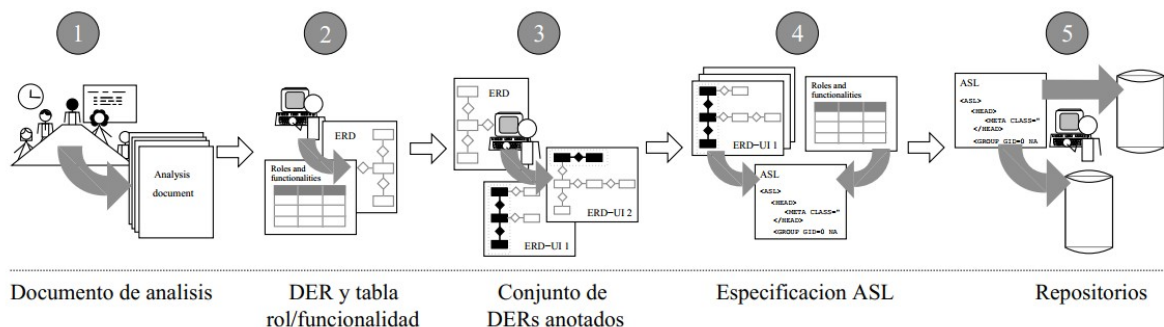 1
2
3
4
5
Analysis
document
ERD
Roles and
functionalities
ERD
ERD-UI 2
ERD-UI 1
ERD-UI 1
Roles and
functionalities
ASL
<ASL>
<HEAD>
<META CLASS="
</HEAD>
<GROUP GID=0 NA
ASL
<ASL>
<HEAD>
<META CLASS="
</HEAD>
<GROUP GID=0 NA
Documento de analisis
DER y tabla
rol/funcionalidad
Conjunto de
DERs anotados
Especificacion ASL
Repositorios